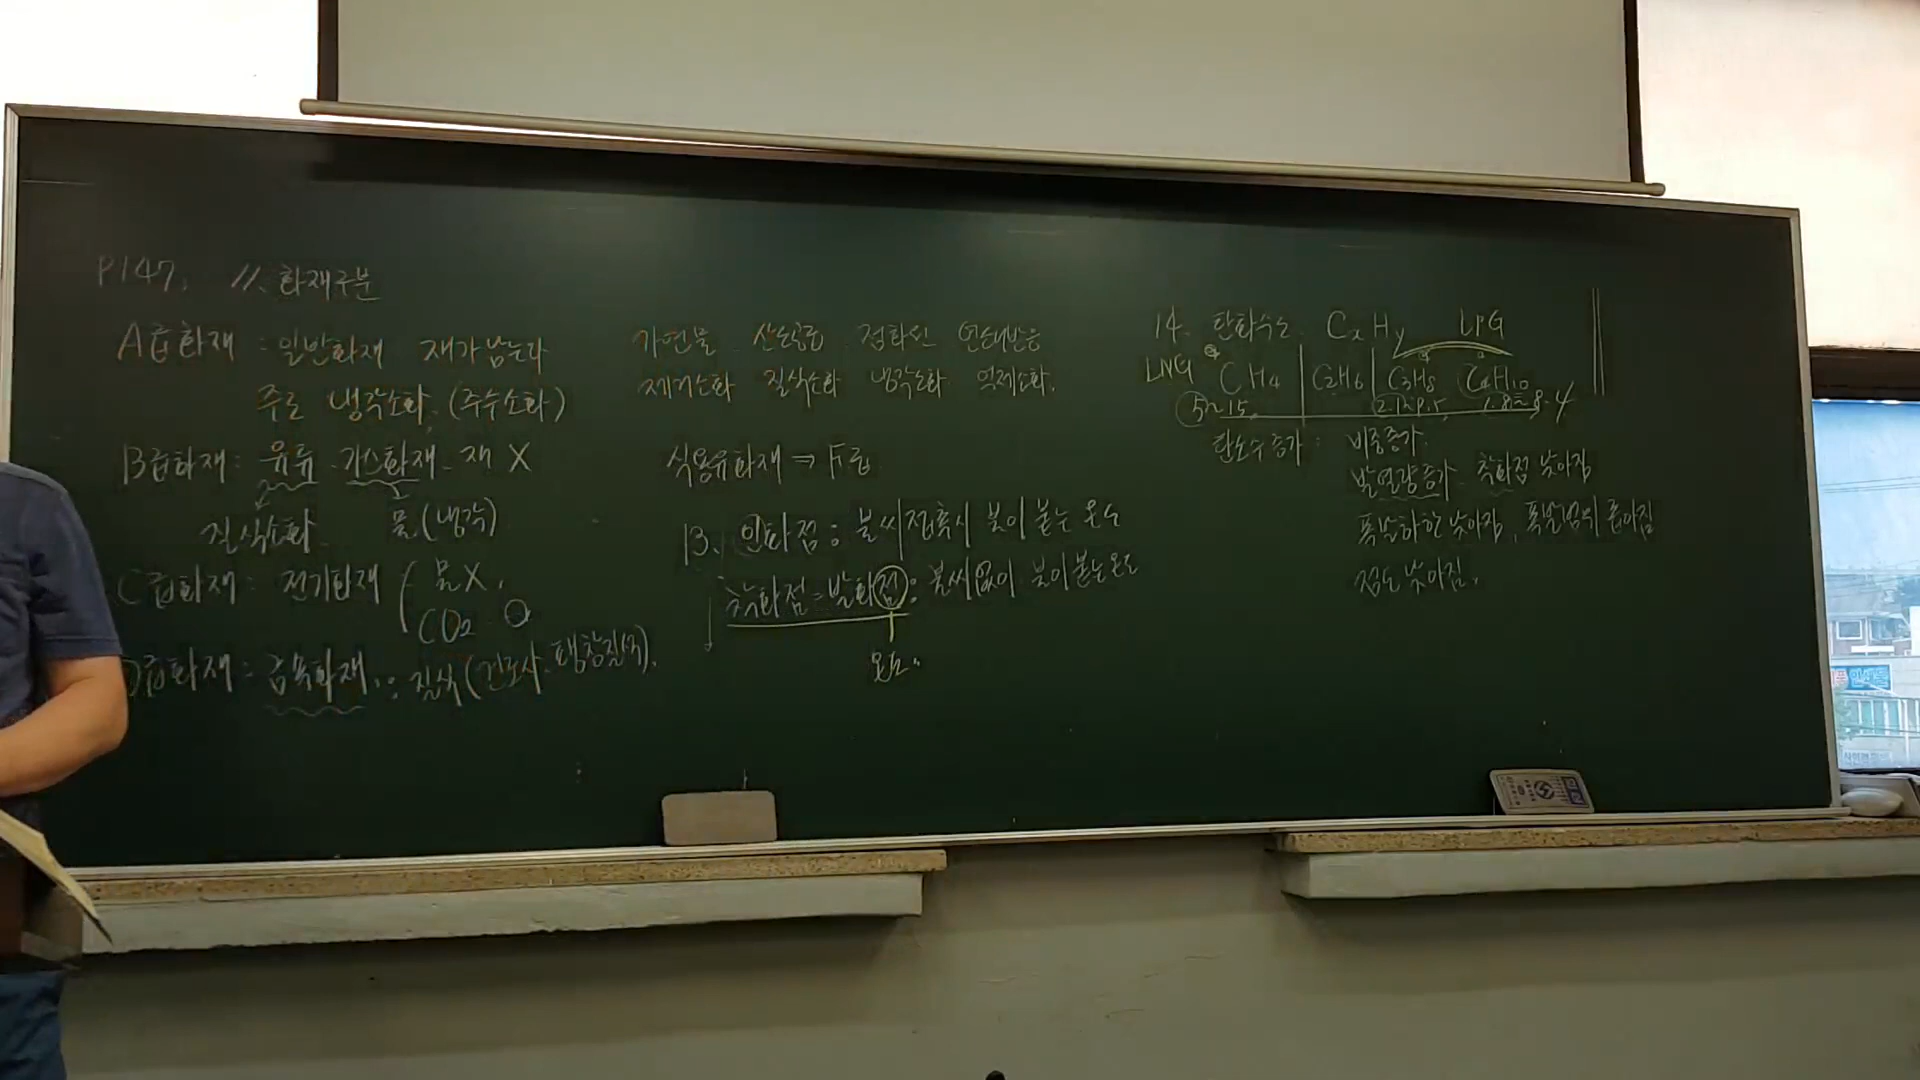 P147. 11. 화재구분
A급화재 : 일반화재 재가남는다
주로 냉각소화. (주수소화)
B급화재 : 유류 . 가스화재 . 재 X
질식소화. 물.(냉각)
C급화재 : 전기화재 물 X.
CO2 O
D급화재 : 금속화재. : 질식(건조사. 팽창질석).
가연물 산소공급 점화원 연쇄반응
제거소화 질식소화 냉각소화 억제소화.
식용유화재 ⇒ F급
13. 인화점 : 불씨접촉시 불이 붙는 온도
착화점 = 발화점 : 불씨없이 불이붙는온도
온도.
14. 탄화수소. CxHy LPG
LNG CH4 C2H6 C3H8 C4H10
5~15. 2.1~9.5 1.8~8.4
탄소수증가 : 비중증가.
발열량증가. 착화점 낮아짐
폭발하한 낮아짐, 폭발범위 좁아짐
점도 낮아짐.